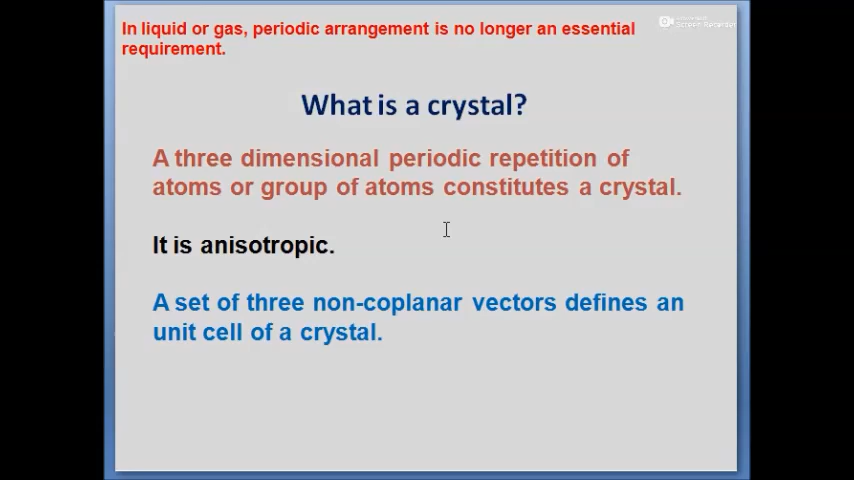 In liquid or gas, periodic arrangement is no longer an essential
requirement.
Screen Recorder
What is a crystal?
A three dimensional periodic repetition of
atoms or group of atoms constitutes a crystal.
It is anisotropic.
A set of three non-coplanar vectors defines an
unit cell of a crystal.